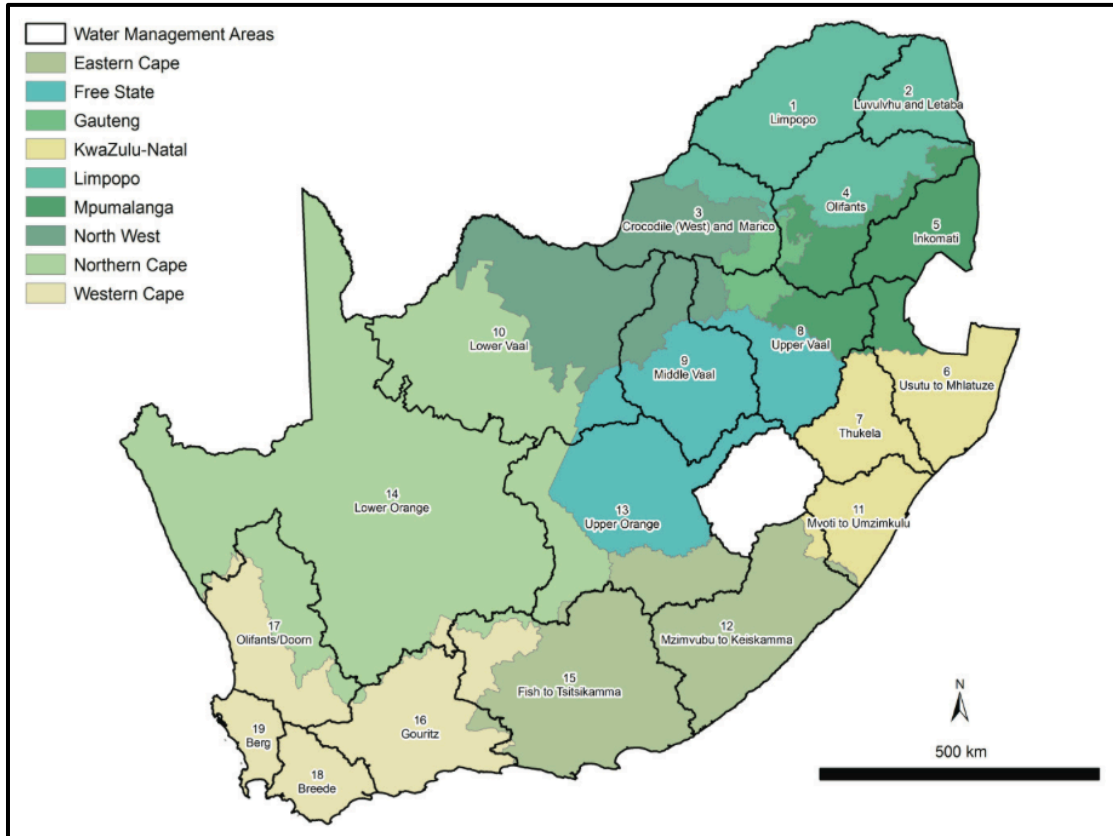 Water Management Areas
Eastern Cape
Free State
Gauteng
KwaZulu-Natal
Limpopo
Mpumalanga
North West
Northern Cape
Western Cape
1
Limpopo
2
Luvulvhu and Letaba
3
Crocodile (West) and Marico
4
Olifants
5
Inkomati
6
Usutu to Mhlatuze
7
Thukela
8
Upper Vaal
9
Middle Vaal
10
Lower Vaal
11
Mvoti to Umzimkulu
12
Mzimvubu to Keiskamma
13
Upper Orange
14
Lower Orange
15
Fish to Tsitsikamma
16
Gouritz
17
Olifants/Doorn
18
Breede
19
Berg
N
500 km